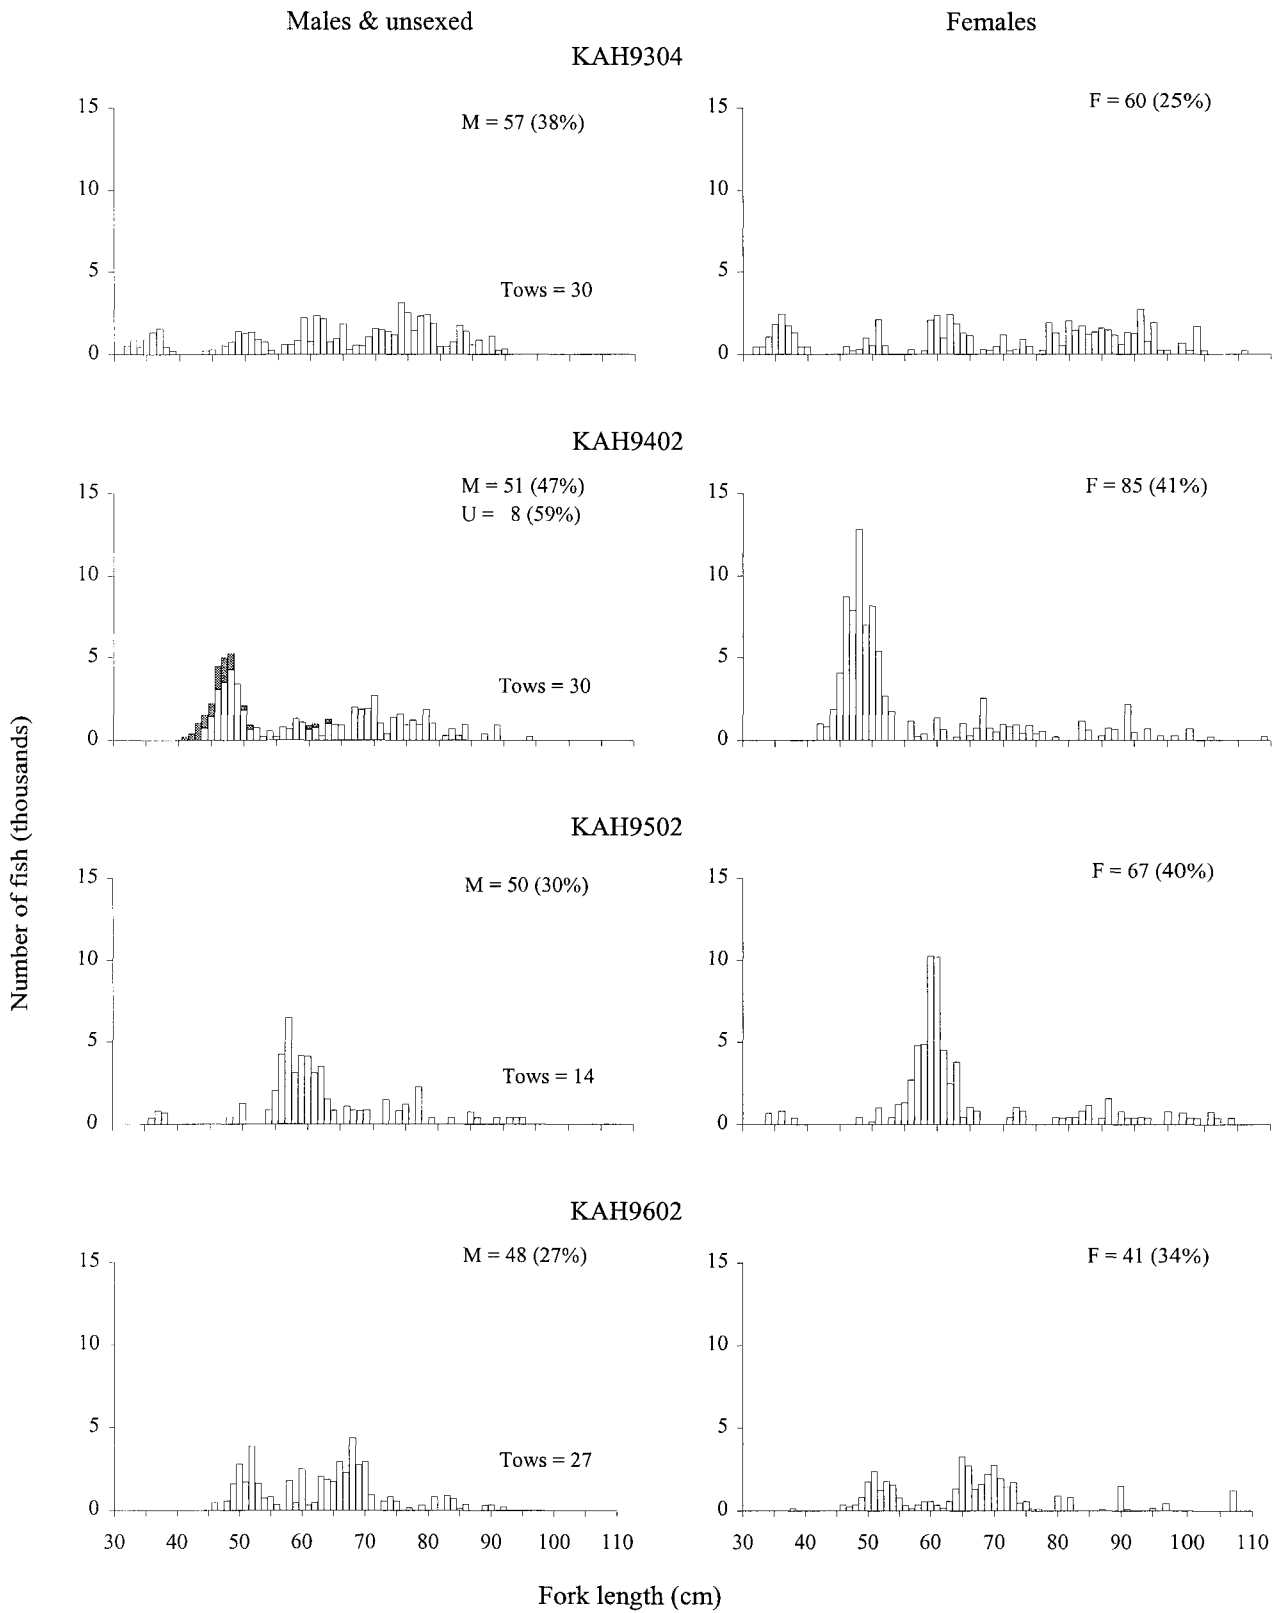 Males & unsexed
Females
KAH9304
15
10
5
0
M = 57 (38%)
Tows = 30
15
10
5
0
F = 60 (25%)
KAH9402
15
10
5
0
M = 51 (47%)
U = 8 (59%)
Tows = 30
15
10
5
0
F = 85 (41%)
Number of fish (thousands)
KAH9502
15
10
5
0
M = 50 (30%)
Tows = 14
15
10
5
0
F = 67 (40%)
KAH9602
15
10
5
0
M = 48 (27%)
Tows = 27
30 40 50 60 70 80 90 100 110
15
10
5
0
F = 41 (34%)
30 40 50 60 70 80 90 100 110
Fork length (cm)